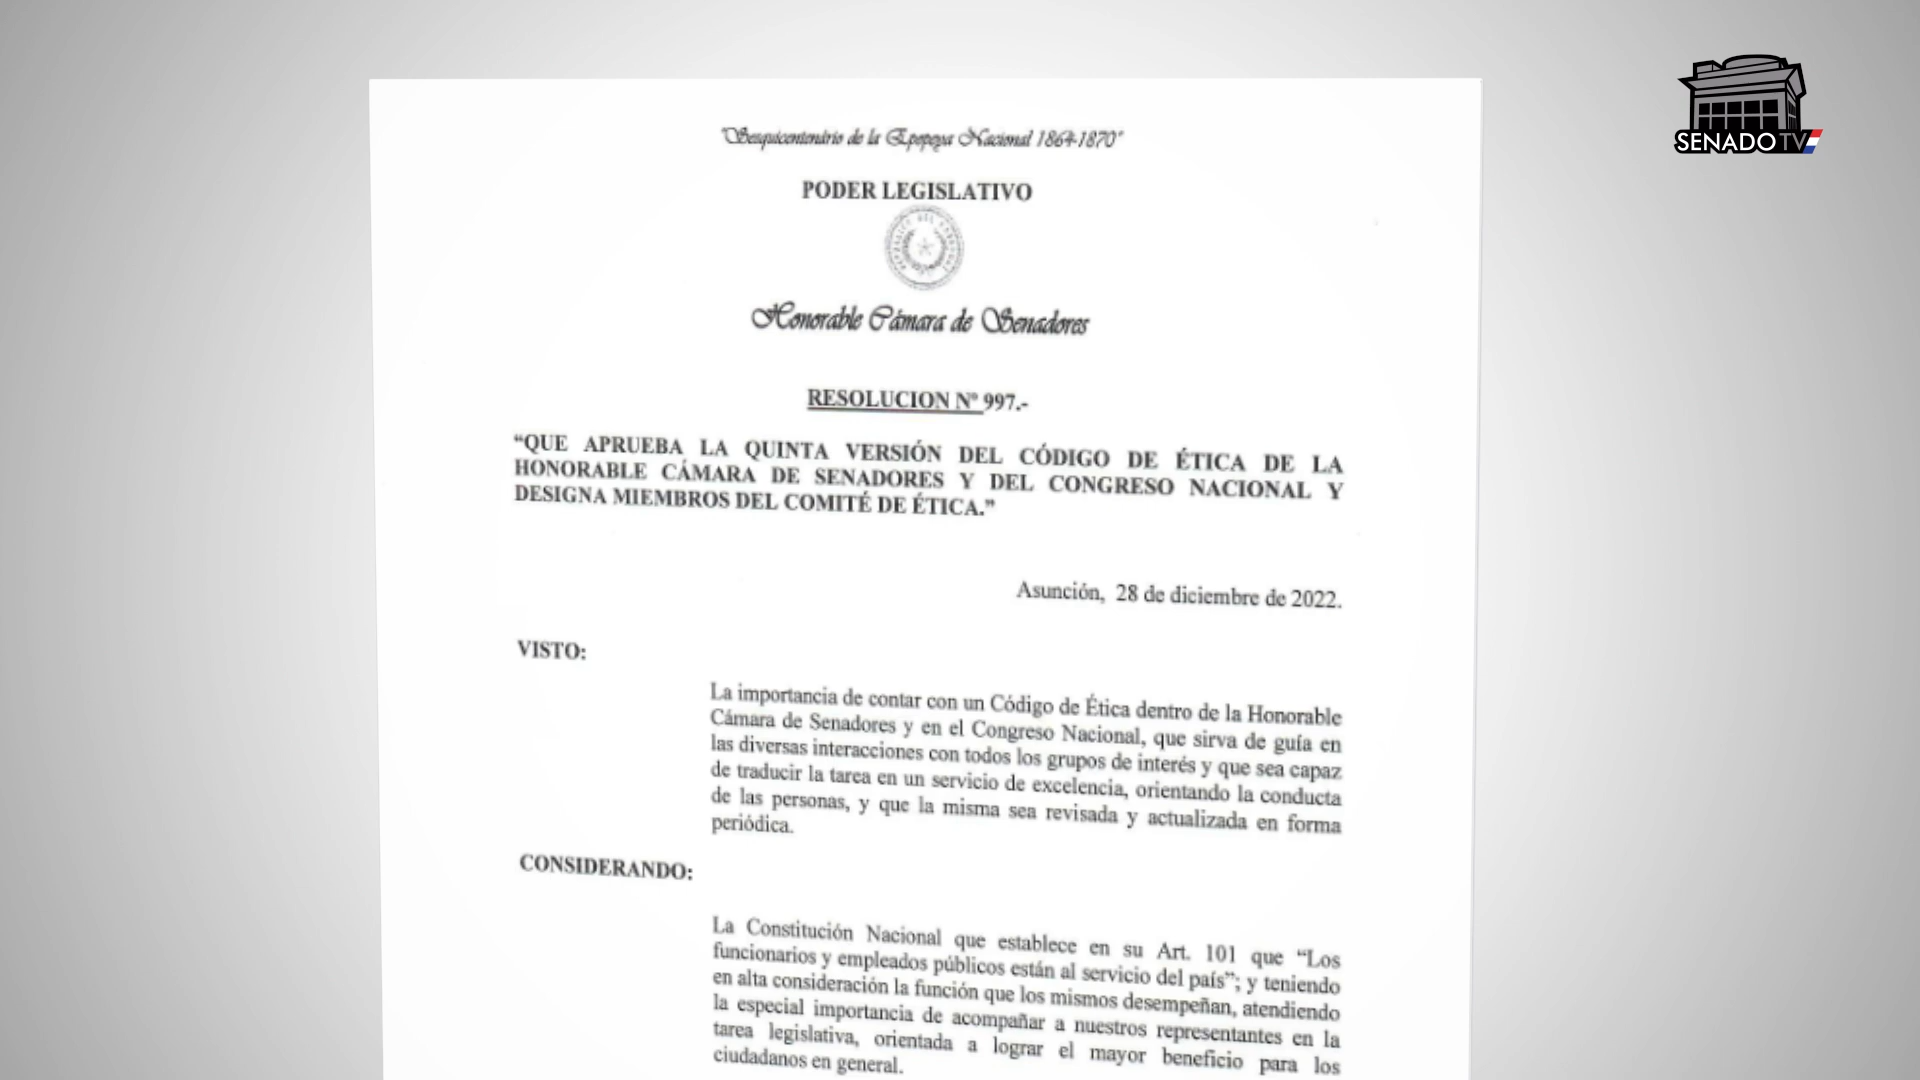 "Sesquicentenário de la Epopeya Nacional 1864-1870"
SENADO TV
PODER LEGISLATIVO
Honorable Cámara de Senadores
RESOLUCION Nº 997.-
“QUE APRUEBA LA QUINTA VERSIÓN DEL CÓDIGO DE ÉTICA DE LA
HONORABLE CÁMARA DE SENADORES Y DEL CONGRESO NACIONAL Y
DESIGNA MIEMBROS DEL COMITÉ DE ÉTICA.”
Asunción, 28 de diciembre de 2022.
VISTO:
La importancia de contar con un Código de Ética dentro de la Honorable
Cámara de Senadores y en el Congreso Nacional, que sirva de guía en
las diversas interacciones con todos los grupos de interés y que sea capaz
de traducir la tarea en un servicio de excelencia, orientando la conducta
de las personas, y que la misma sea revisada y actualizada en forma
periódica.
CONSIDERANDO:
La Constitución Nacional que establece en su Art. 101 que “Los
funcionarios y empleados públicos están al servicio del país”; y teniendo
en alta consideración la función que los mismos desempeñan, atendiendo
la especial importancia de acompañar a nuestros representantes en la
tarea legislativa, orientada a lograr el mayor beneficio para los
ciudadanos en general.